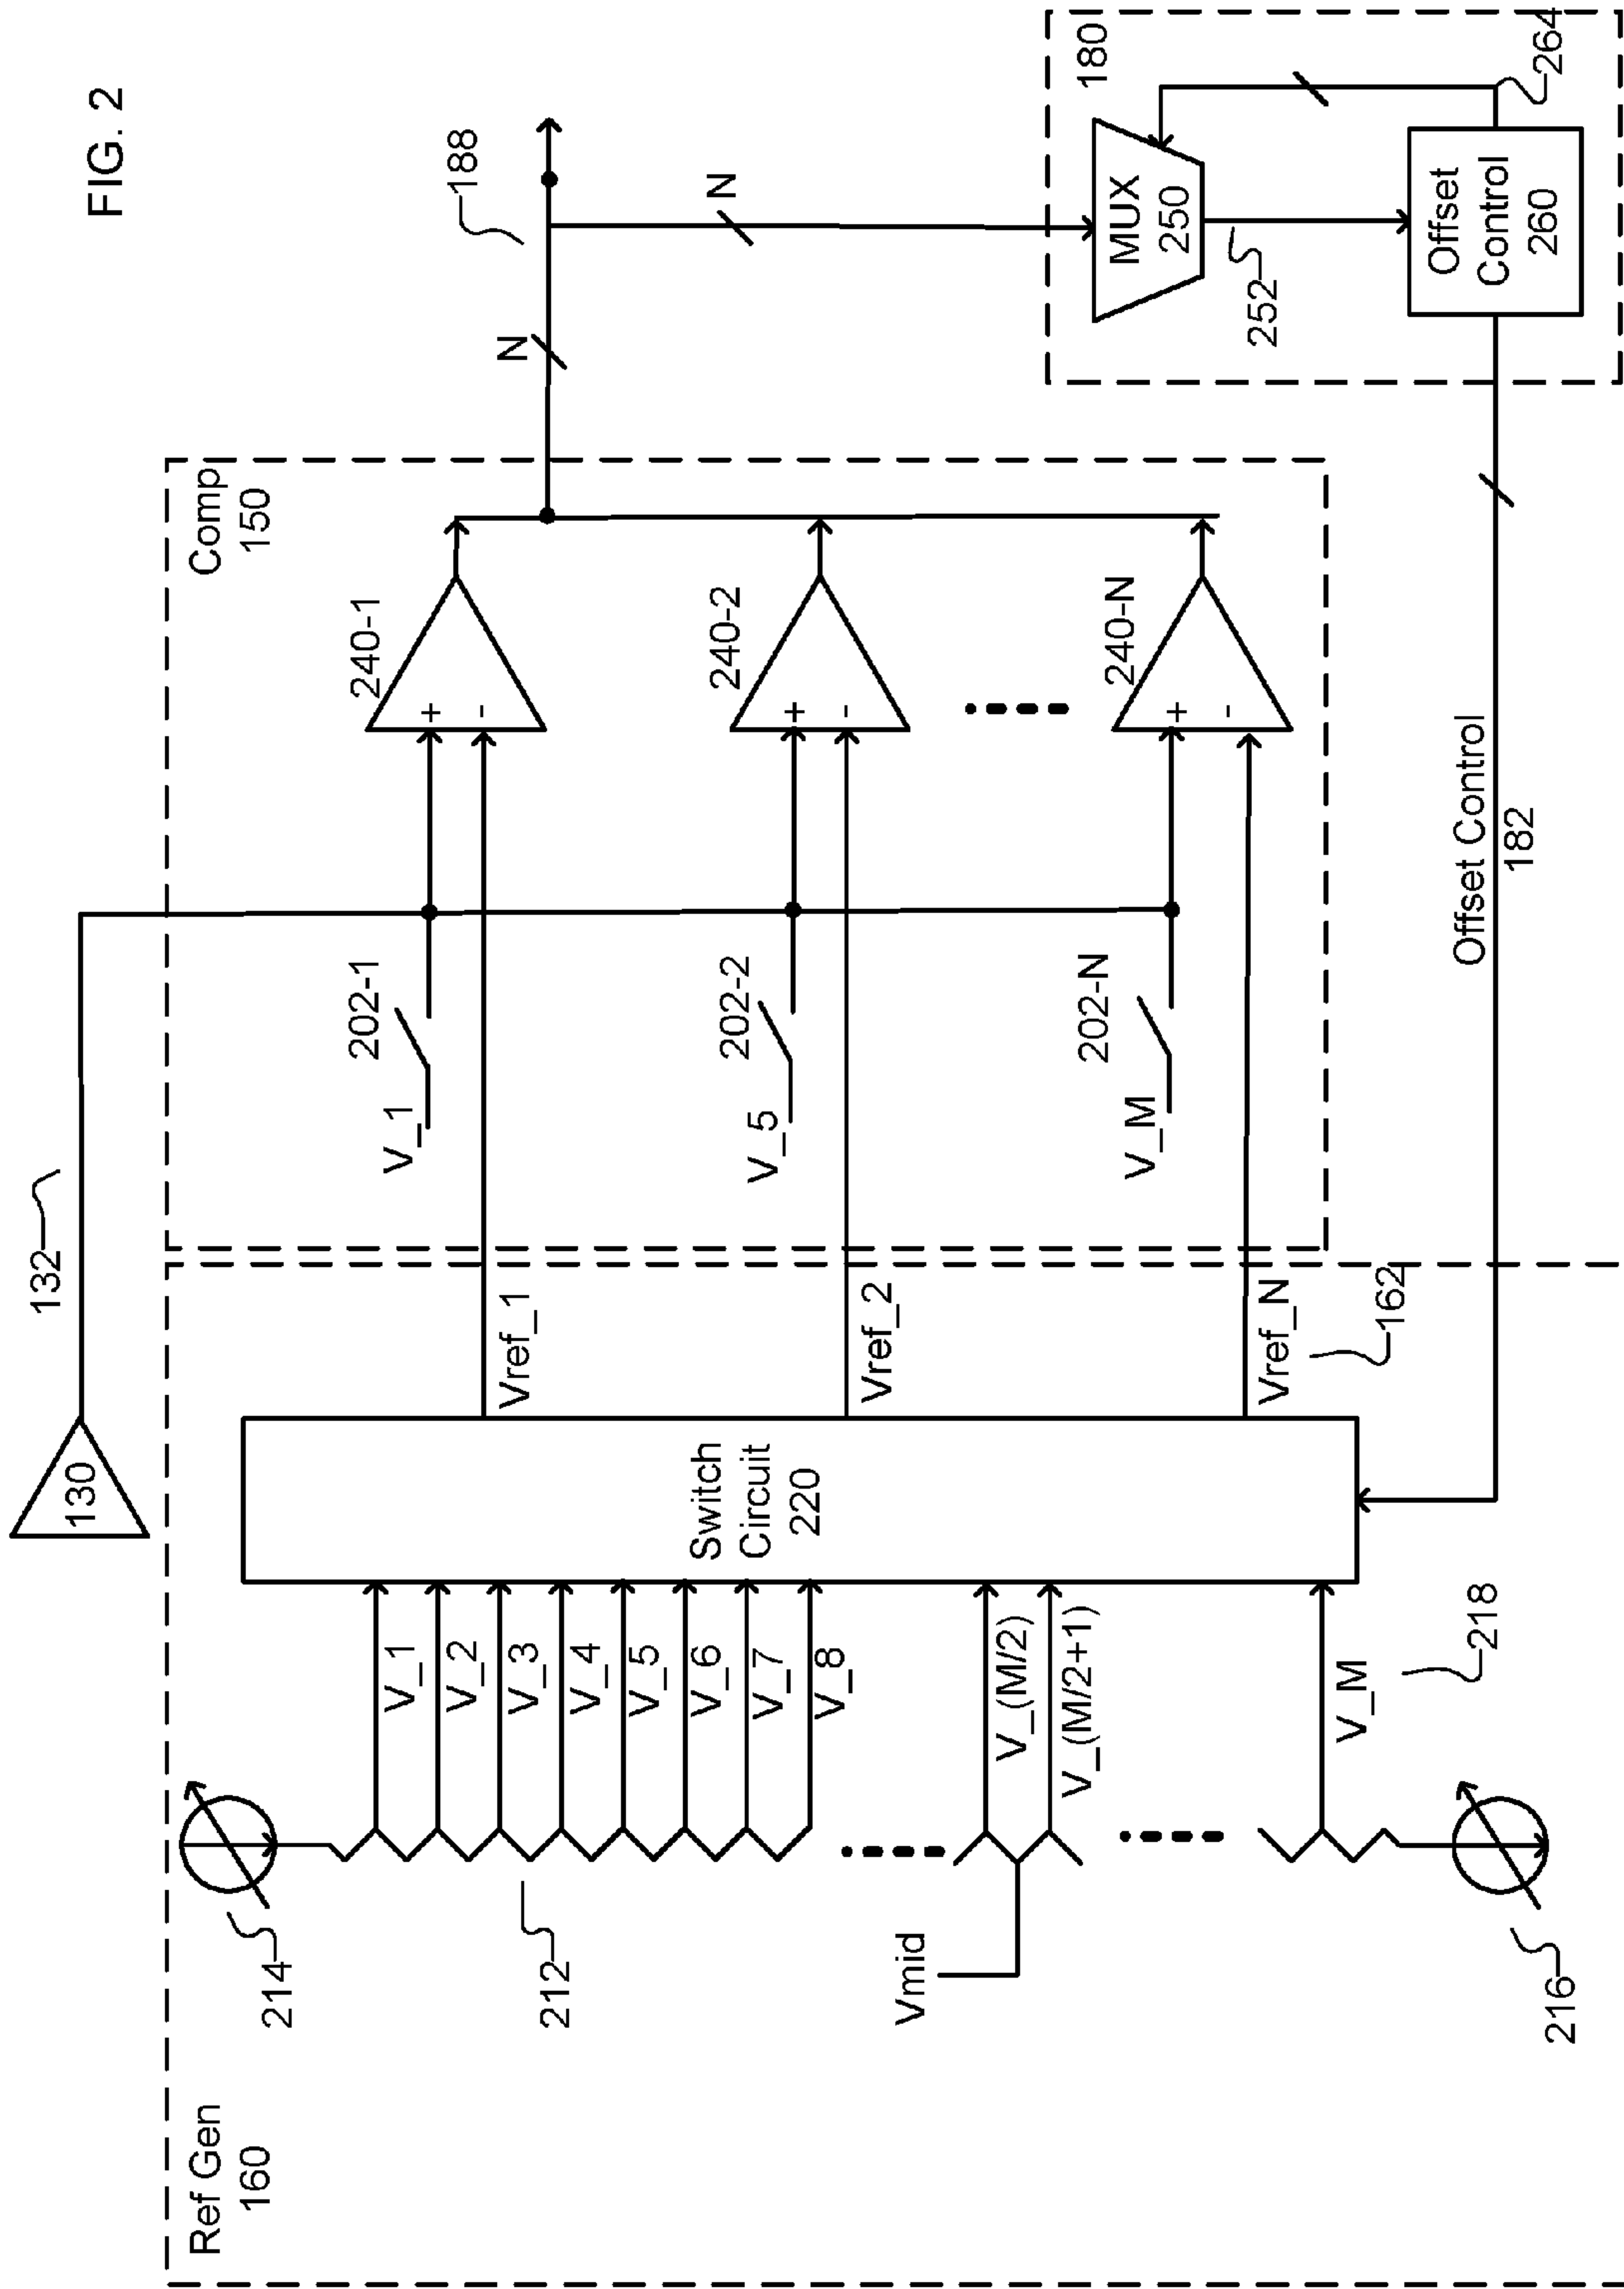 FIG. 2
130
132
188
Ref Gen
160
214
212
Vmid
216
V_1
V_2
V_3
V_4
V_5
V_6
V_7
V_8
V_(M/2)
V_(M/2+1)
V_M
218
Switch
Circuit
220
Vref_1
Vref_2
Vref_N
162
Comp
150
V_1
202-1
V_5
202-2
V_M
202-N
240-1
+
-
240-2
+
-
240-N
+
-
N
N
180
MUX
250
252
Offset
Control
260
264
Offset Control
182